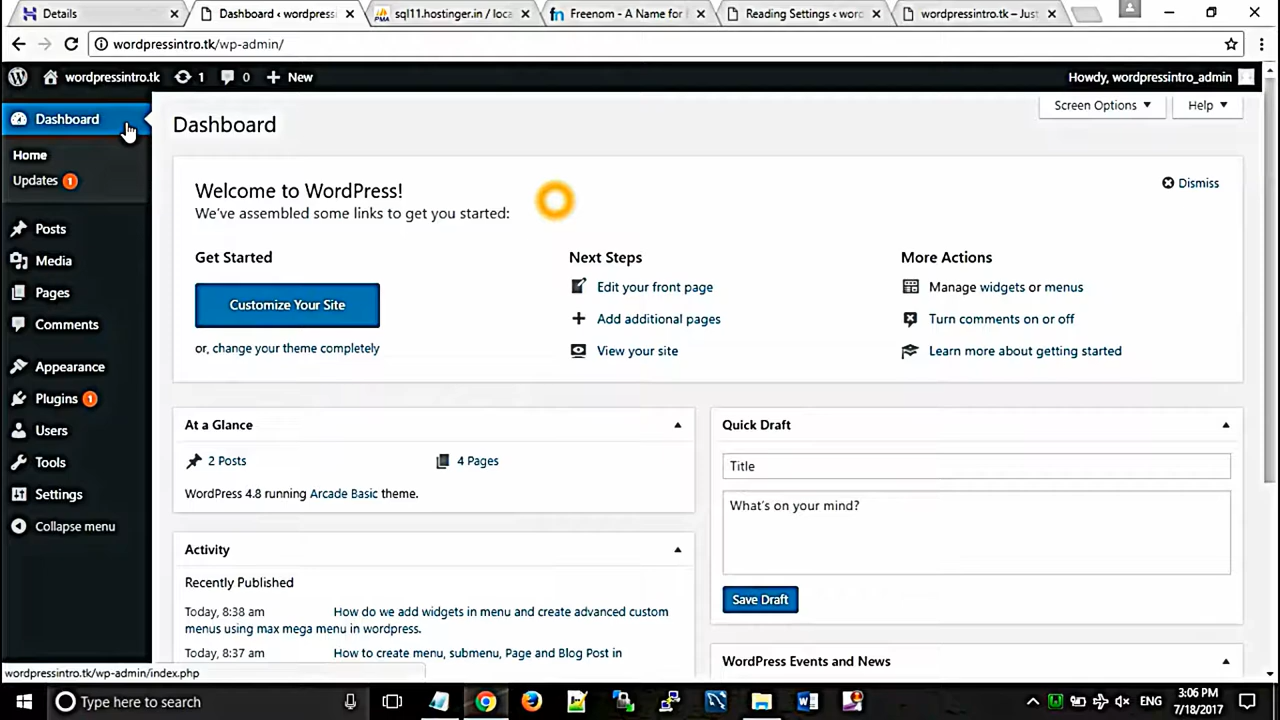 Details
Dashboard ‹ wordpressi
sql11.hostinger.in / loca
Freenom - A Name for
Reading Settings ‹ wor
wordpressintro.tk – Jus
wordpressintro.tk/wp-admin/
wordpressintro.tk 1 0 New
Howdy, wordpressintro_admin
Dashboard
Home
Updates 1
Posts
Media
Pages
Comments
Appearance
Plugins 1
Users
Tools
Settings
Collapse menu
Screen Options
Help
Dashboard
Welcome to WordPress!
We've assembled some links to get you started:
Dismiss
Get Started
Customize Your Site
or, change your theme completely
Next Steps
Edit your front page
Add additional pages
View your site
More Actions
Manage widgets or menus
Turn comments on or off
Learn more about getting started
At a Glance
2 Posts
4 Pages
WordPress 4.8 running Arcade Basic theme.
Activity
Recently Published
Today, 8:38 am How do we add widgets in menu and create advanced custom
menus using max mega menu in wordpress.
Today, 8:37 am How to create menu, submenu, Page and Blog Post in
Quick Draft
Title
What's on your mind?
Save Draft
WordPress Events and News
wordpressintro.tk/wp-admin/index.php
Type here to search
ENG
3:06 PM
7/18/2017